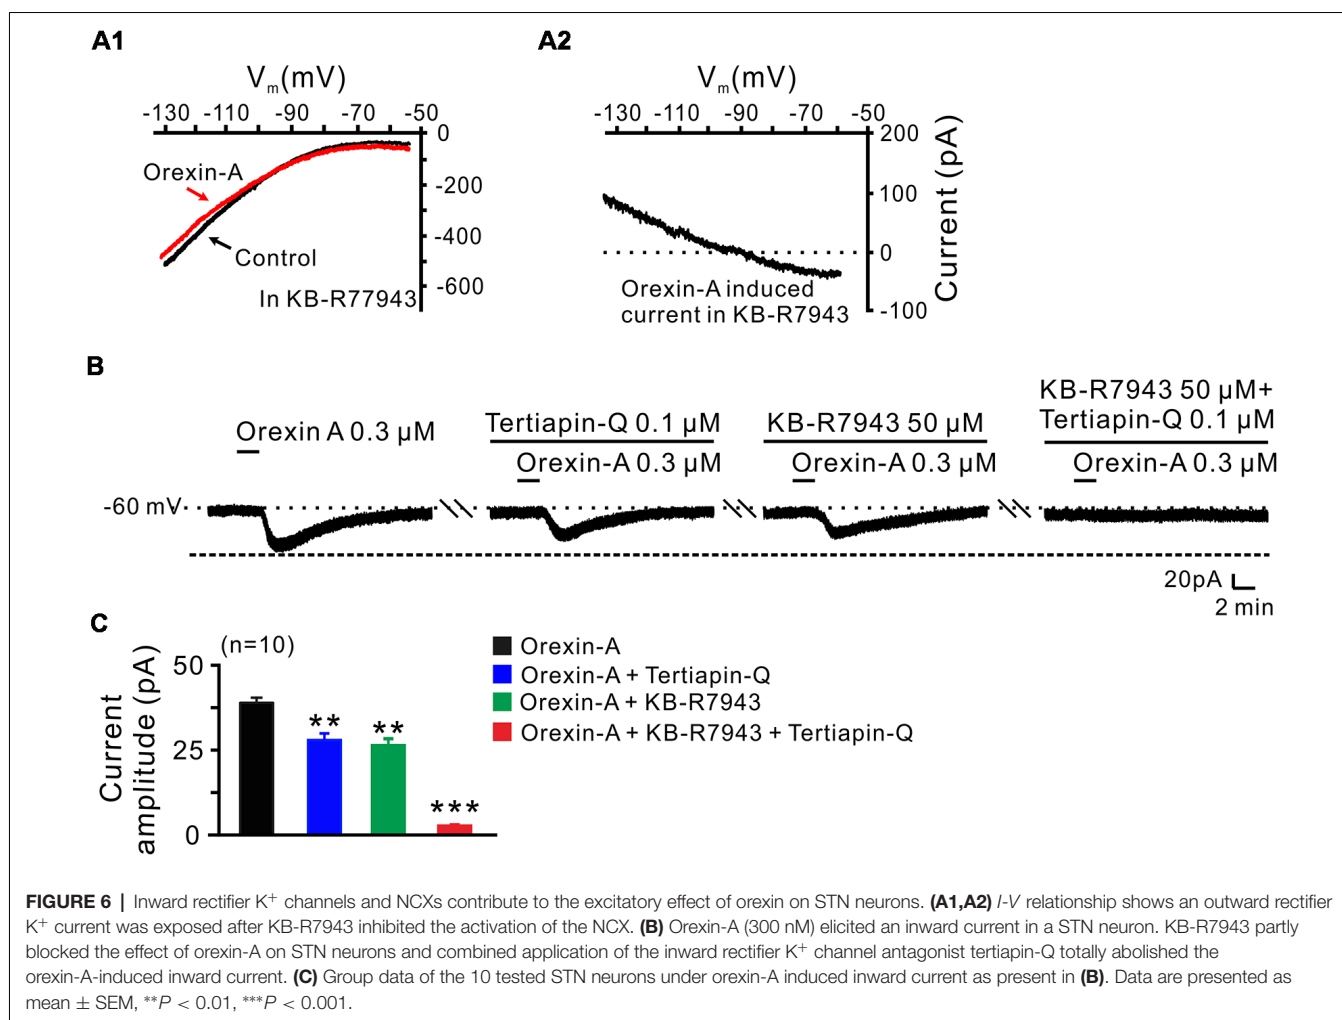 A1
A2
V_m(mV)
V_m(mV)
-130 -110 -90 -70 -50
-130 -110 -90 -70 -50
0
-200
-400
-600
Orexin-A
Control
In KB-R77943
200
100
0
-100
Current (pA)
Orexin-A induced
current in KB-R7943
B
Orexin A 0.3 µM
Tertiapin-Q 0.1 µM
Orexin-A 0.3 µM
KB-R7943 50 µM
Orexin-A 0.3 µM
KB-R7943 50 µM+
Tertiapin-Q 0.1 µM
Orexin-A 0.3 µM
-60 mV
20pA
2 min
C
(n=10)
Current
amplitude (pA)
50
25
0
**
**
***
Orexin-A
Orexin-A + Tertiapin-Q
Orexin-A + KB-R7943
Orexin-A + KB-R7943 + Tertiapin-Q
FIGURE 6 | Inward rectifier K+ channels and NCXs contribute to the excitatory effect of orexin on STN neurons. (A1,A2) I-V relationship shows an outward rectifier
K+ current was exposed after KB-R7943 inhibited the activation of the NCX. (B) Orexin-A (300 nM) elicited an inward current in a STN neuron. KB-R7943 partly
blocked the effect of orexin-A on STN neurons and combined application of the inward rectifier K+ channel antagonist tertiapin-Q totally abolished the
orexin-A-induced inward current. (C) Group data of the 10 tested STN neurons under orexin-A induced inward current as present in (B). Data are presented as
mean ± SEM, **P < 0.01, ***P < 0.001.